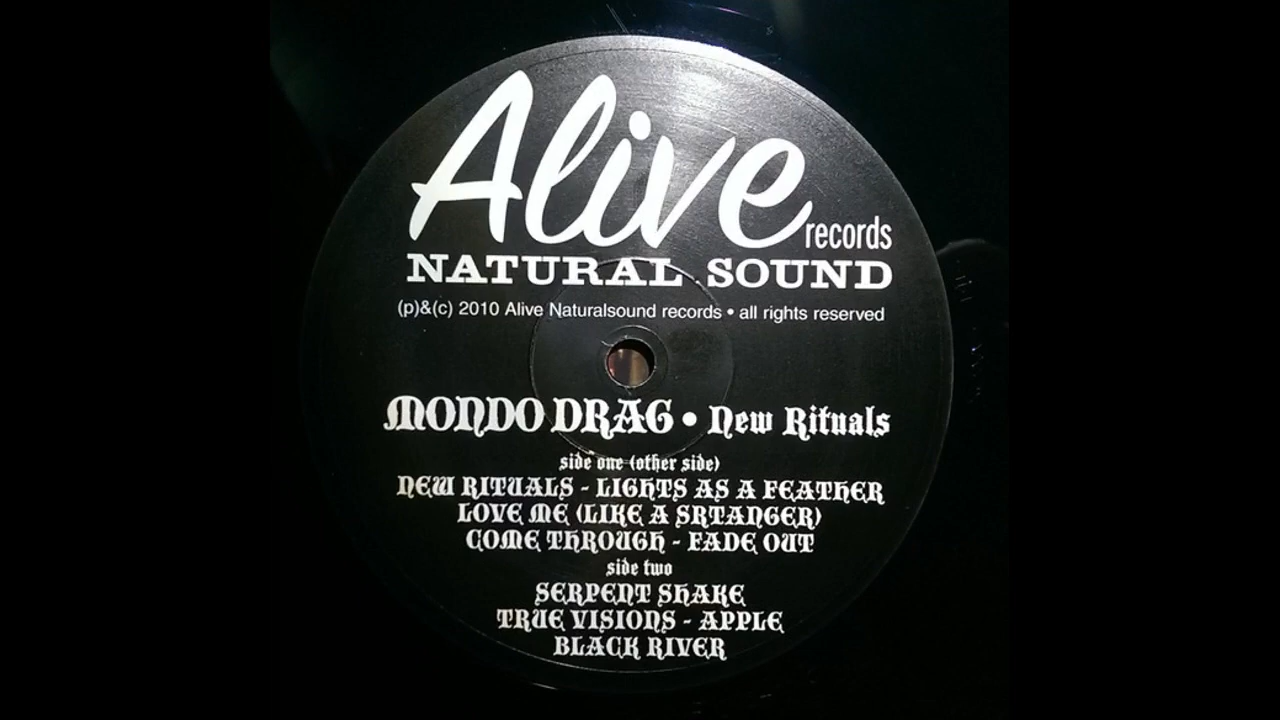 Alive records
NATURAL SOUND
(p)&(c) 2010 Alive Naturalsound records • all rights reserved
MONDO DRAG • New Rituals
side one (other side)
NEW RITUALS - LIGHTS AS A FEATHER
LOVE ME (LIKE A SRTANGER)
COME THROUGH - FADE OUT
side two
SERPENT SHAKE
TRUE VISIONS - APPLE
BLACK RIVER